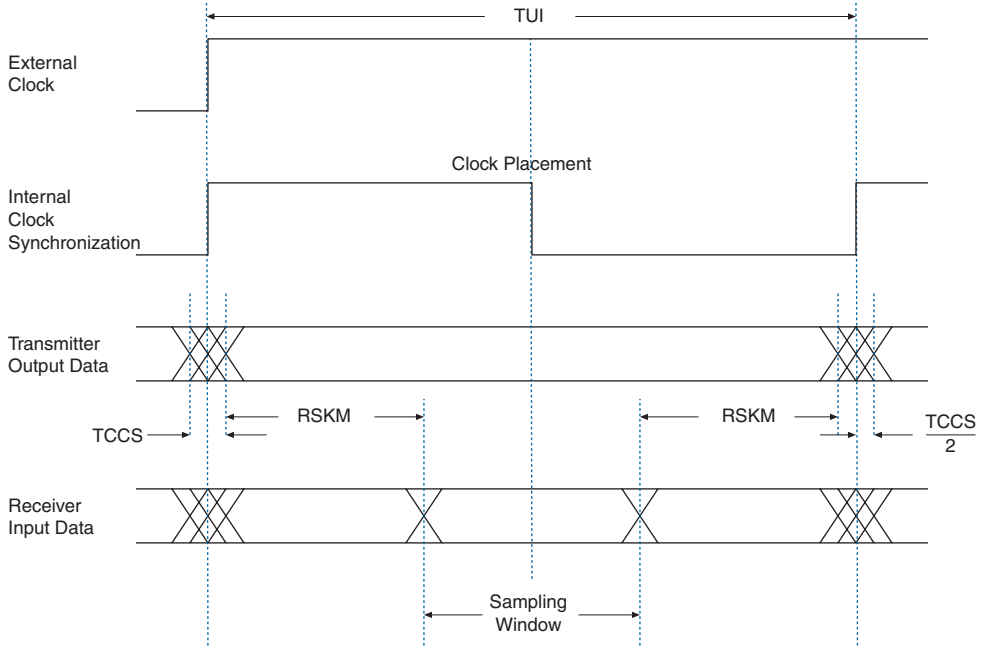 TUI
External
Clock
Clock Placement
Internal
Clock
Synchronization
Transmitter
Output Data
RSKM
RSKM
TCCS
TCCS
2
Receiver
Input Data
Sampling
Window